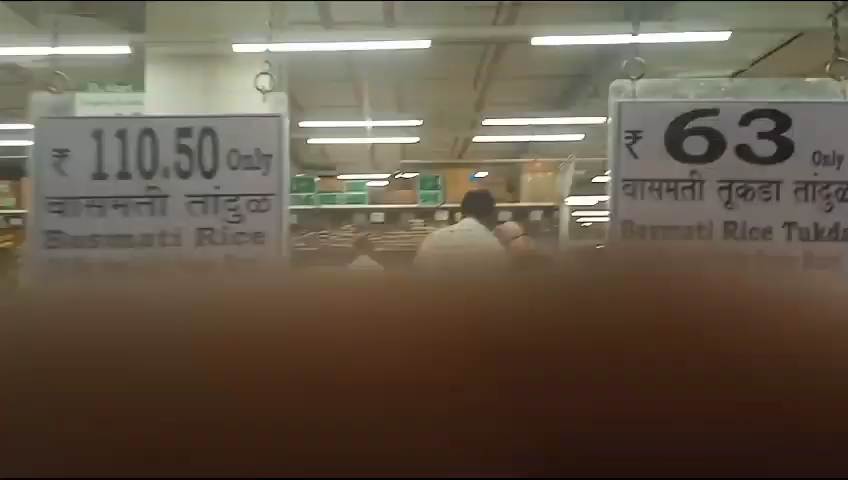 ₹ 110.50 Only
बासमती तांदुळ
Basmati Rice
₹ 63 Only
बासमती तूकडा तांदुळ
Basmati Rice Tukda